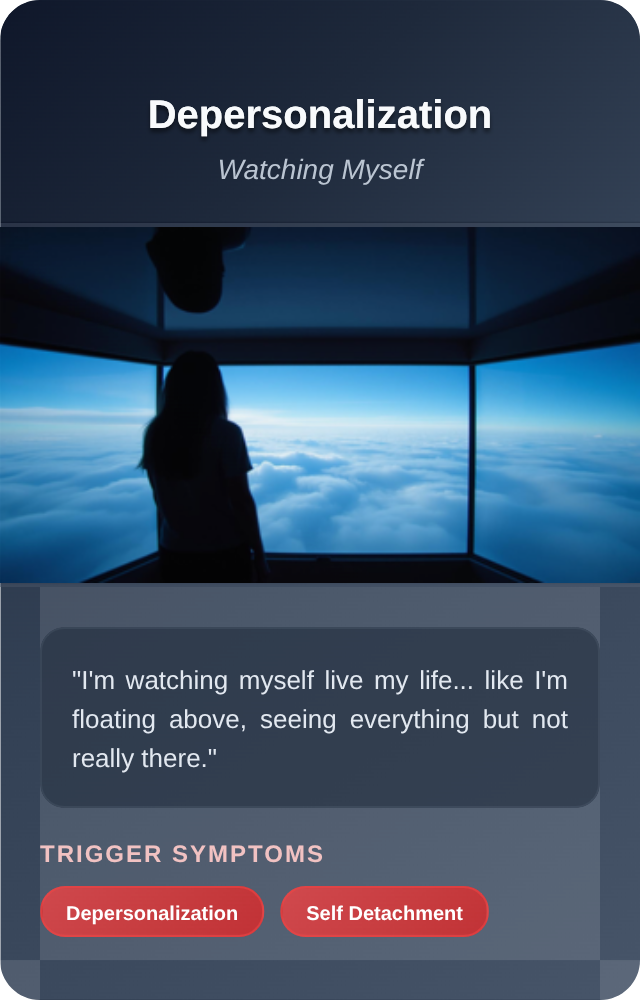 Depersonalization
Watching Myself
"I'm watching myself live my life... like I'm
floating above, seeing everything but not
really there."
TRIGGER SYMPTOMS
Depersonalization
Self Detachment